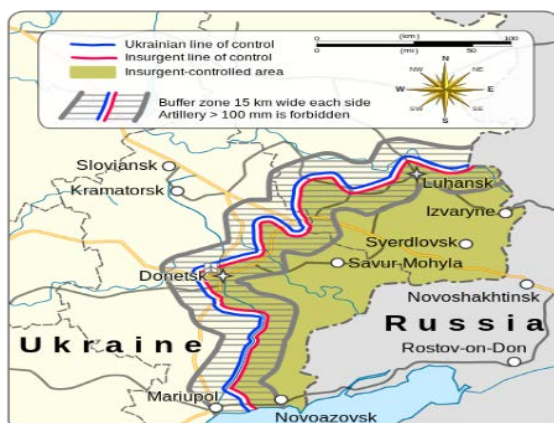 Ukrainian line of control
Insurgent line of control
Insurgent-controlled area
Buffer zone 15 km wide each side
Artillery > 100 mm is forbidden
0 (km) 100
0 (mi) 50
N
NW NE
W E
SW SE
S
Sloviansk
Kramatorsk
Luhansk
Izvaryne
Sverdlovsk
Savur-Mohyla
Donetsk
Novoshakhtinsk
Russia
Ukraine
Rostov-on-Don
Mariupol
Novoazovsk